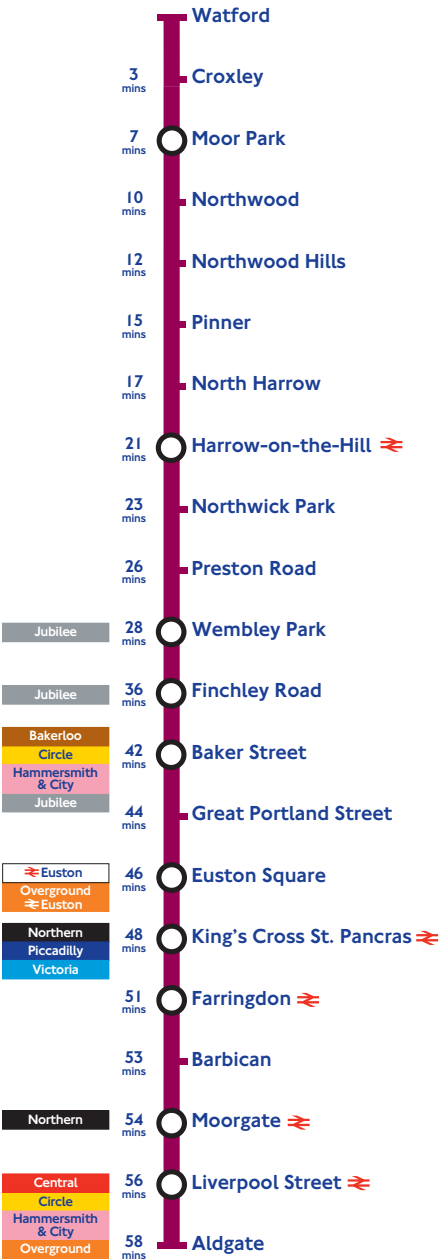 Watford
3
mins
Croxley
7
mins
Moor Park
10
mins
Northwood
12
mins
Northwood Hills
15
mins
Pinner
17
mins
North Harrow
21
mins
Harrow-on-the-Hill
23
mins
Northwick Park
26
mins
Preston Road
Jubilee
28
mins
Wembley Park
Jubilee
36
mins
Finchley Road
Bakerloo
Circle
Hammersmith
& City
Jubilee
42
mins
Baker Street
44
mins
Great Portland Street
Euston
Overground
Euston
46
mins
Euston Square
Northern
Piccadilly
Victoria
48
mins
King's Cross St. Pancras
51
mins
Farringdon
53
mins
Barbican
Northern
54
mins
Moorgate
Central
Circle
Hammersmith
& City
Overground
56
mins
Liverpool Street
58
mins
Aldgate